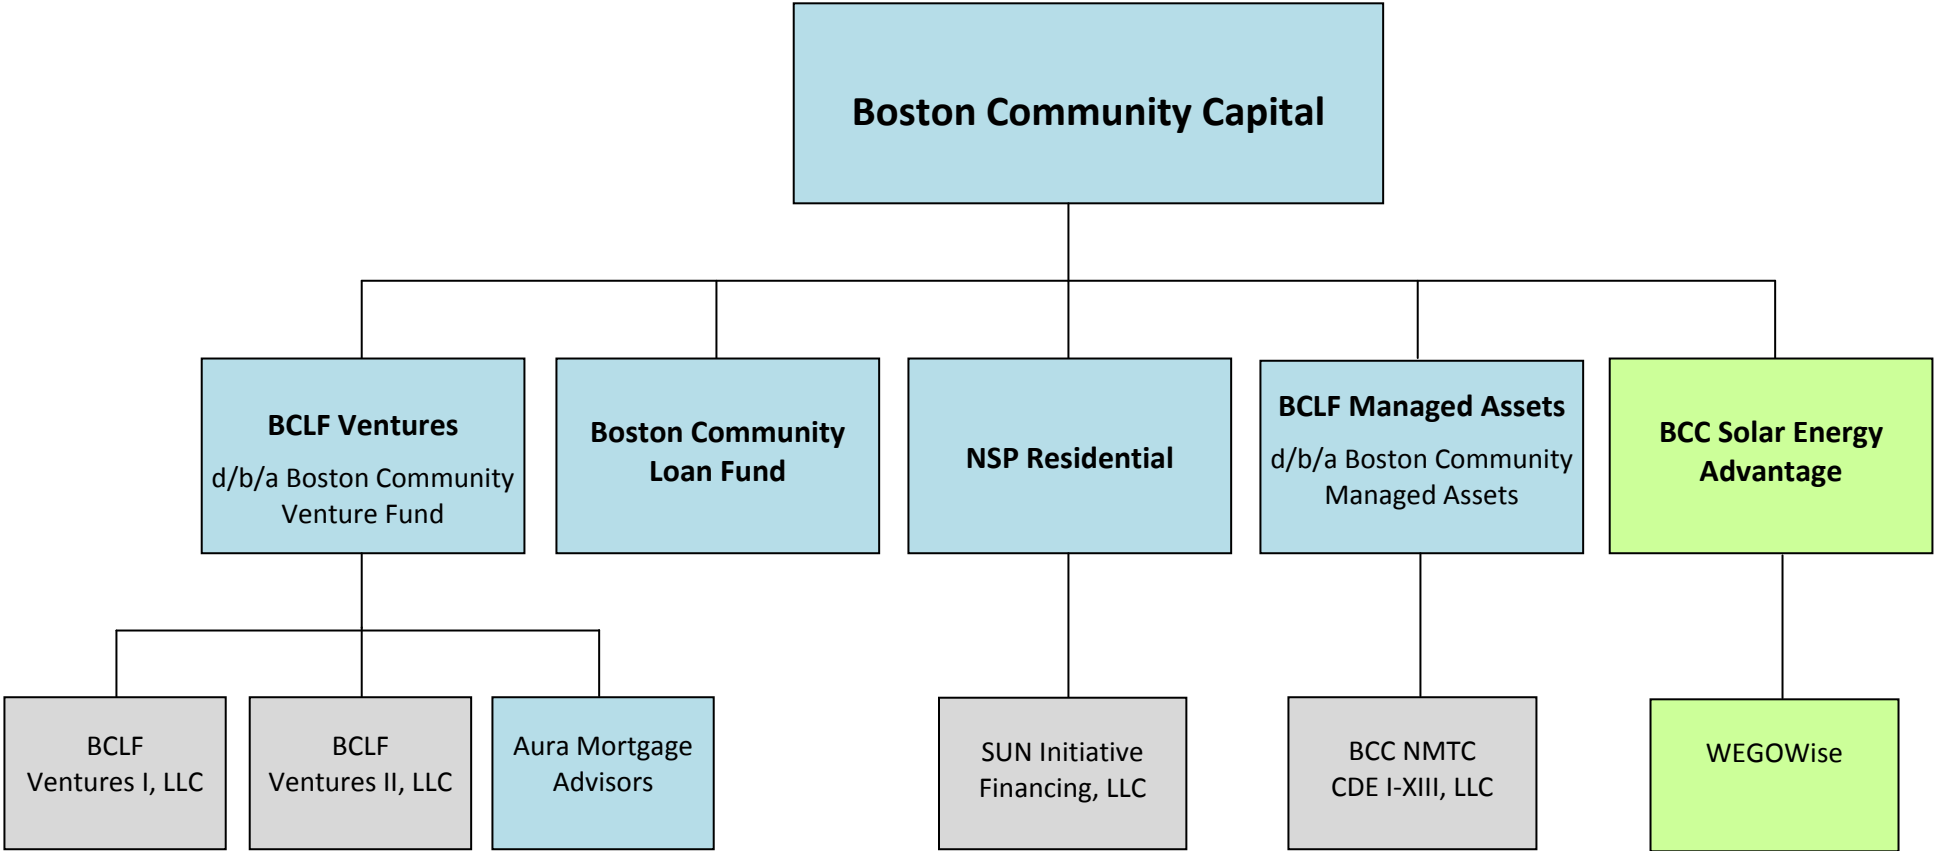 Boston Community Capital
BCLF Ventures
d/b/a Boston Community
Venture Fund
Boston Community
Loan Fund
NSP Residential
BCLF Managed Assets
d/b/a Boston Community
Managed Assets
BCC Solar Energy
Advantage
BCLF
Ventures I, LLC
BCLF
Ventures II, LLC
Aura Mortgage
Advisors
SUN Initiative
Financing, LLC
BCC NMTC
CDE I-XIII, LLC
WEGOWise